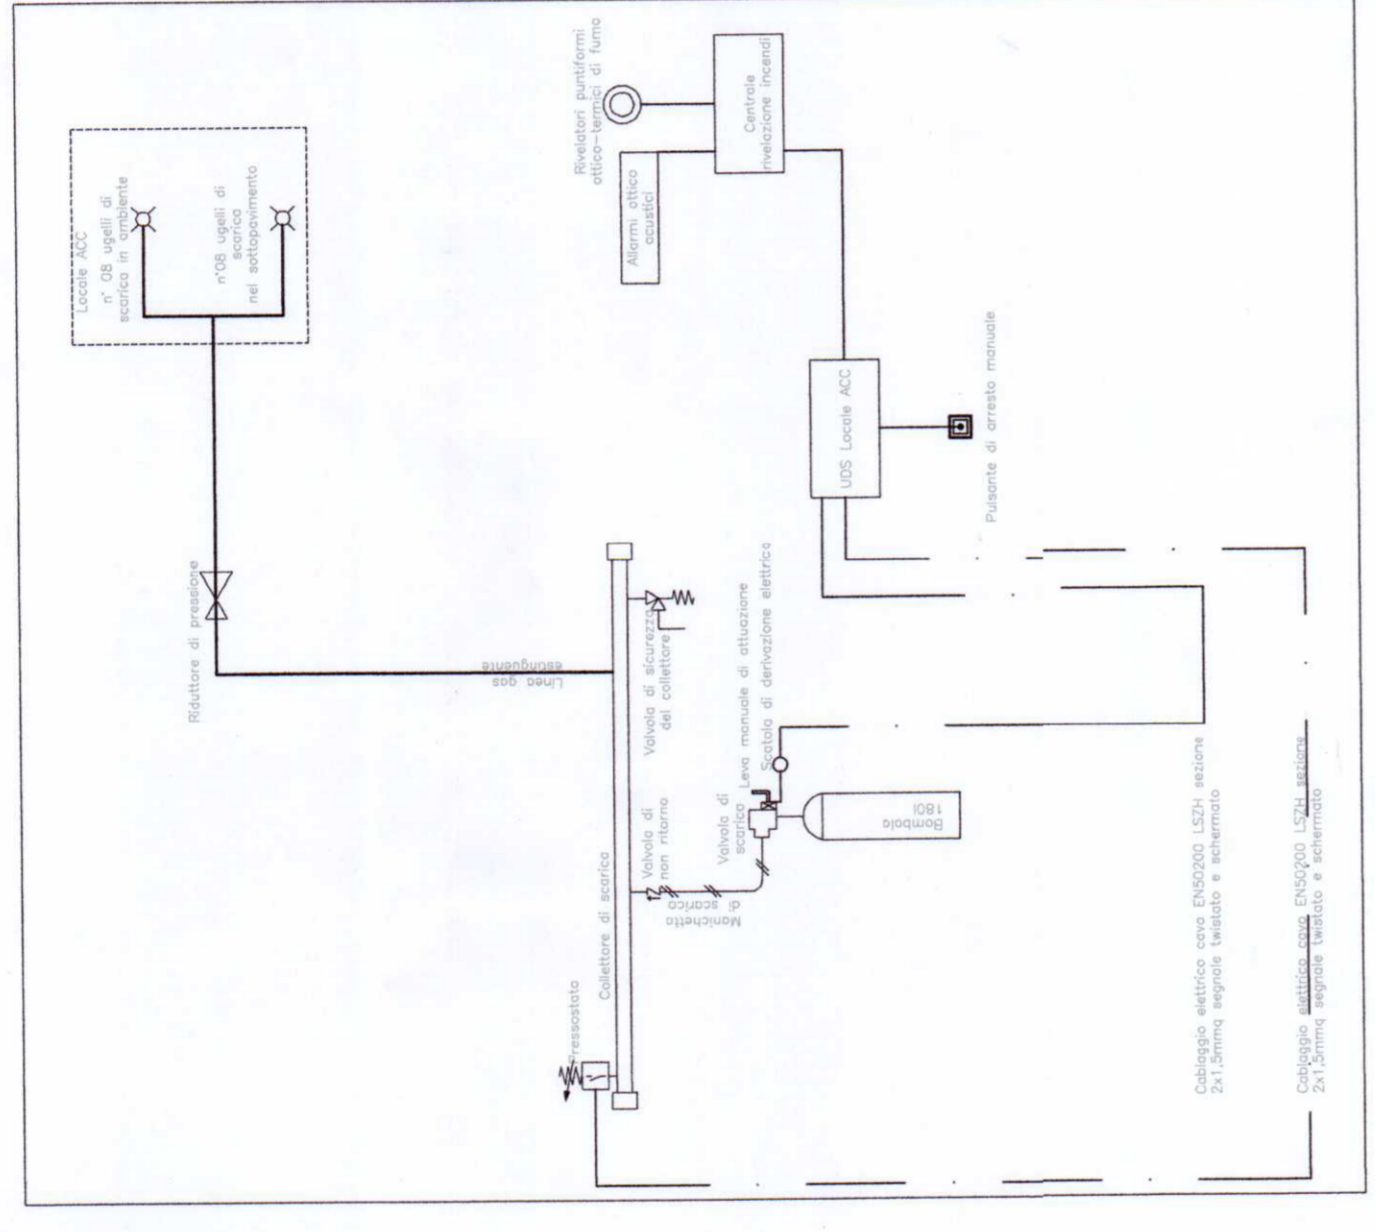 Locale ACC
n° 08 ugelli di
scarica in ambiente
n°08 ugelli di
scarica
nel sottopavimento
Riduttore di pressione
Linea gas
estinguente
Rivelatori puntiformi
ottico-termici di fumo
Allarmi ottico
acustici
Centrale
rivelazione incendi
UDS Locale ACC
Pulsante di arresto manuale
Pressostato
Collettore di scarica
Valvola di sicurezza
del collettore
Valvola di
non ritorno
Manichetta
di scarica
Valvola di
scarica
Leva manuale di attuazione
Scatola di derivazione elettrica
Bombola
180l
Cablaggio elettrico cavo EN50200 LSZH sezione
2x1,5mmq segnale twistato e schermato
Cablaggio elettrico cavo EN50200 LSZH sezione
2x1,5mmq segnale twistato e schermato